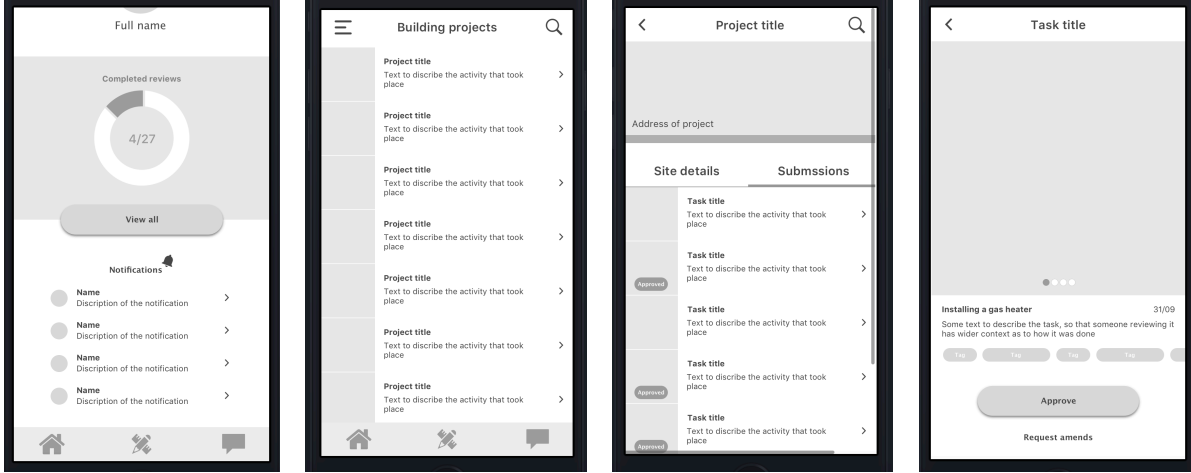 Full name
Completed reviews
4/27
View all
Notifications
Name
Discription of the notification
Name
Discription of the notification
Name
Discription of the notification
Name
Discription of the notification
Building projects
Project title
Text to discribe the activity that took
place
Project title
Text to discribe the activity that took
place
Project title
Text to discribe the activity that took
place
Project title
Text to discribe the activity that took
place
Project title
Text to discribe the activity that took
place
Project title
Text to discribe the activity that took
place
Project title
Text to discribe the activity that took
place
Project title
Address of project
Site details
Submssions
Task title
Text to discribe the activity that took
place
Task title
Text to discribe the activity that took
place
Approved
Task title
Text to discribe the activity that took
place
Task title
Text to discribe the activity that took
place
Approved
Task title
Text to discribe the activity that took
place
Approved
Task title
Installing a gas heater 31/09
Some text to describe the task, so that someone reviewing it
has wider context as to how it was done
Tag Tag Tag Tag
Approve
Request amends